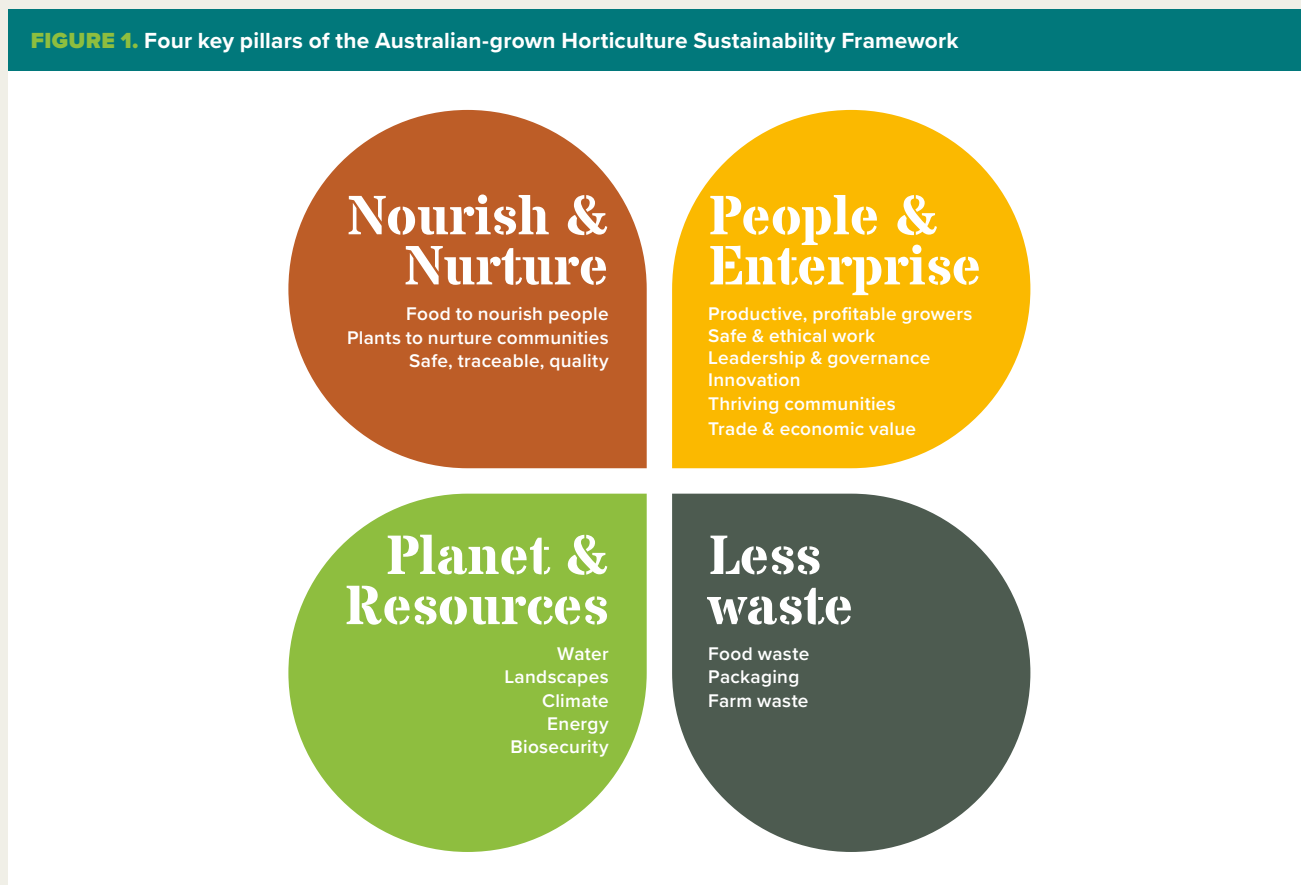 FIGURE 1. Four key pillars of the Australian-grown Horticulture Sustainability Framework
Nourish &
Nurture
Food to nourish people
Plants to nurture communities
Safe, traceable, quality
People &
Enterprise
Productive, profitable growers
Safe & ethical work
Leadership & governance
Innovation
Thriving communities
Trade & economic value
Planet &
Resources
Water
Landscapes
Climate
Energy
Biosecurity
Less
waste
Food waste
Packaging
Farm waste